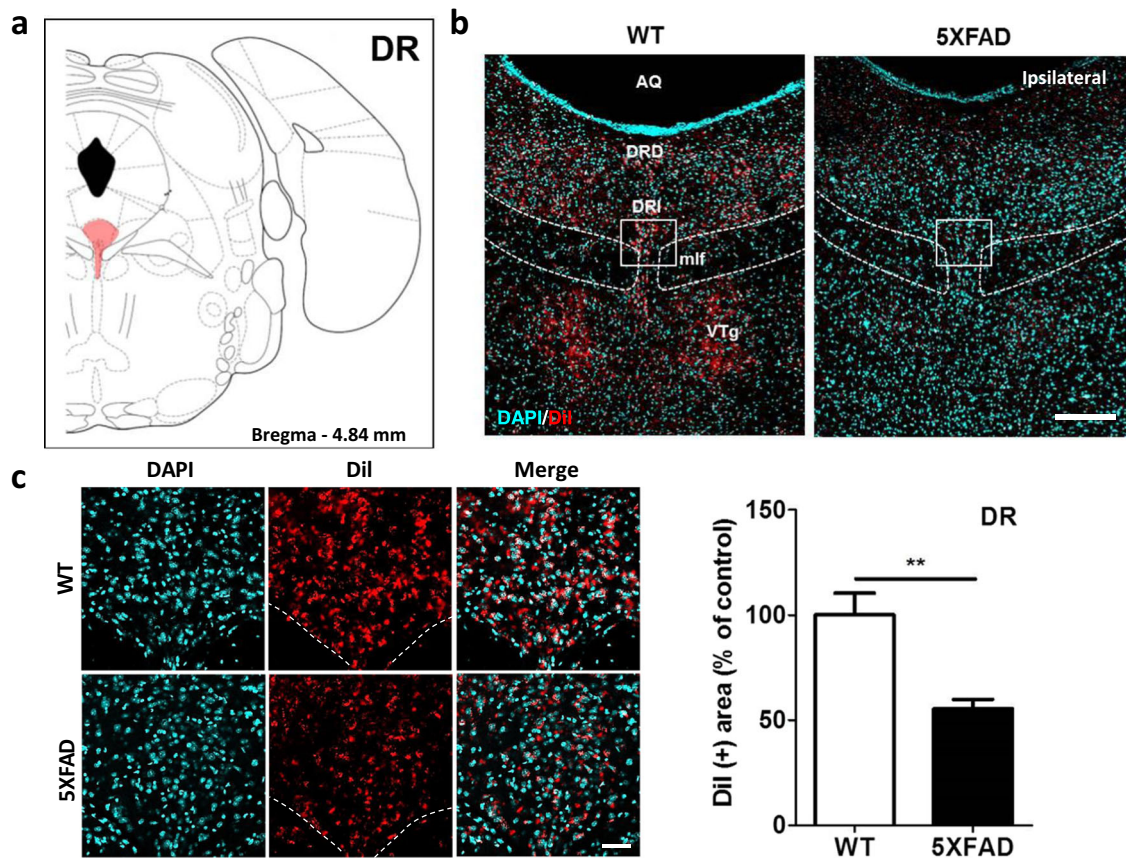 a
DR
Bregma - 4.84 mm
b
WT
5XFAD
AQ
Ipsilateral
DRD
DRI
mlf
VTg
DAPI/DiI
c
DAPI
DiI
Merge
WT
5XFAD
DiI (+) area (% of control)
150
100
50
0
DR
**
WT
5XFAD